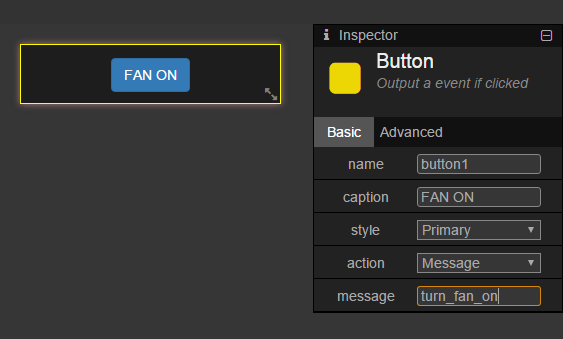 FAN ON
Inspector
Button
Output a event if clicked
Basic Advanced
name button1
caption FAN ON
style Primary
action Message
message turn_fan_on